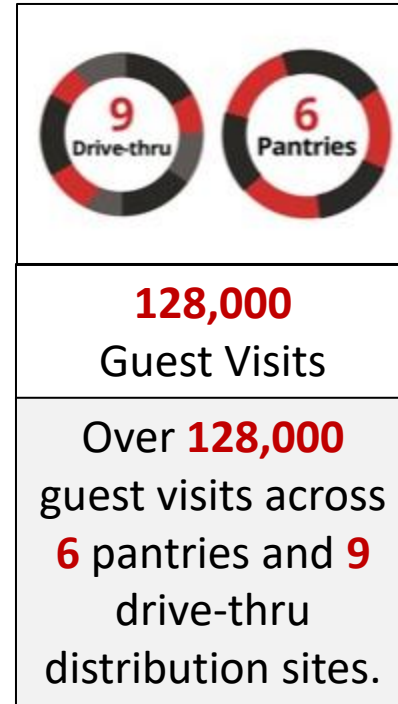 9
Drive-thru
6
Pantries
128,000
Guest Visits
Over 128,000
guest visits across
6 pantries and 9
drive-thru
distribution sites.